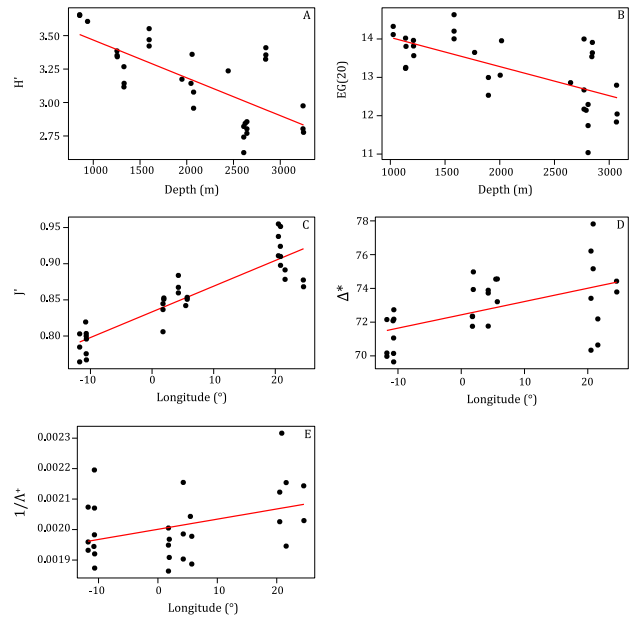 A
3.50
3.25
3.00
2.75
H'
1000 1500 2000 2500 3000
Depth (m)
B
14
13
12
11
EG(20)
1000 1500 2000 2500 3000
Depth (m)
C
0.95
0.90
0.85
0.80
J'
-10 0 10 20
Longitude (°)
D
78
76
74
72
70
Δ*
-10 0 10 20
Longitude (°)
E
0.0023
0.0022
0.0021
0.0020
0.0019
1/Λ⁺
-10 0 10 20
Longitude (°)